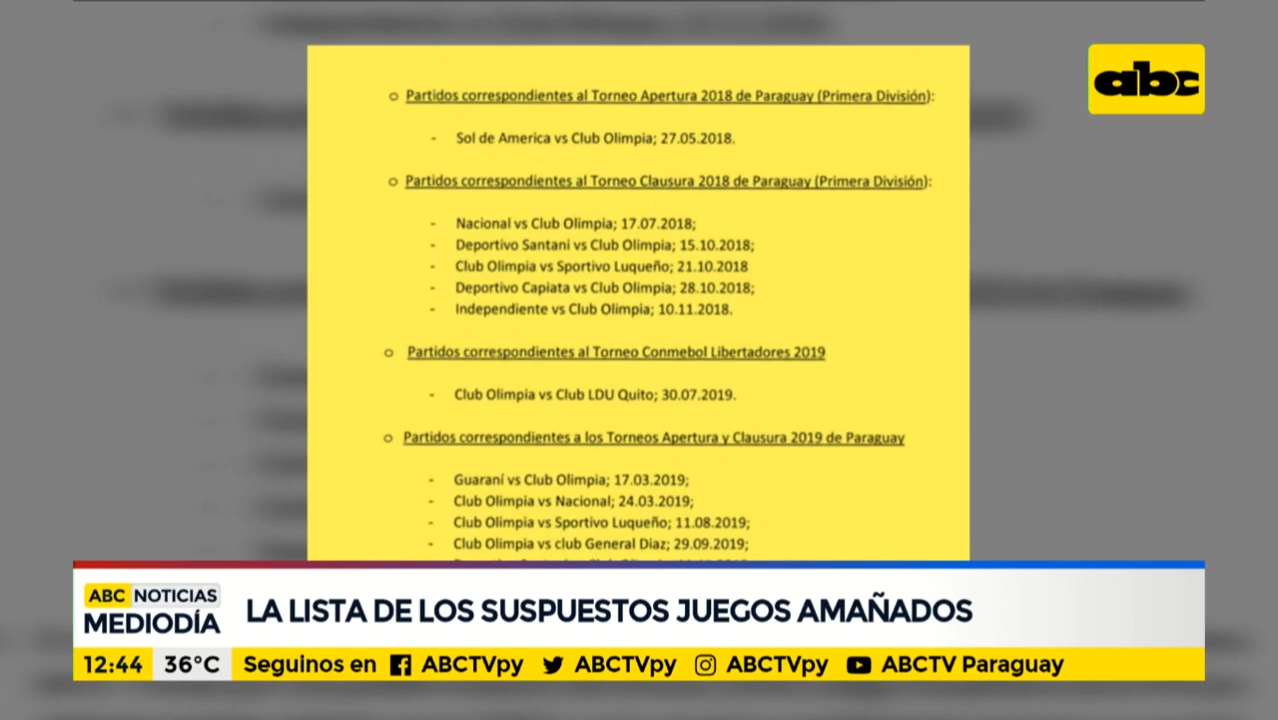 abc
o Partidos correspondientes al Torneo Apertura 2018 de Paraguay (Primera División):
- Sol de America vs Club Olimpia; 27.05.2018.
o Partidos correspondientes al Torneo Clausura 2018 de Paraguay (Primera División):
- Nacional vs Club Olimpia; 17.07.2018;
- Deportivo Santani vs Club Olimpia; 15.10.2018;
- Club Olimpia vs Sportivo Luqueño; 21.10.2018
- Deportivo Capiata vs Club Olimpia; 28.10.2018;
- Independiente vs Club Olimpia; 10.11.2018.
o Partidos correspondientes al Torneo Conmebol Libertadores 2019
- Club Olimpia vs Club LDU Quito; 30.07.2019.
o Partidos correspondientes a los Torneos Apertura y Clausura 2019 de Paraguay
- Guaraní vs Club Olimpia; 17.03.2019;
- Club Olimpia vs Nacional; 24.03.2019;
- Club Olimpia vs Sportivo Luqueño; 11.08.2019;
- Club Olimpia vs club General Diaz; 29.09.2019;
ABC NOTICIAS
MEDIODÍA
LA LISTA DE LOS SUSPUESTOS JUEGOS AMAÑADOS
12:44 36°C Seguinos en ABCTVpy ABCTVpy ABCTVpy ABCTV Paraguay